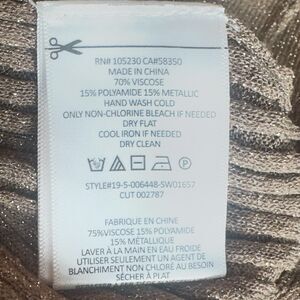 RN# 105230 CA#58350
MADE IN CHINA
70% VISCOSE
15% POLYAMIDE 15% METALLIC
HAND WASH COLD
ONLY NON-CHLORINE BLEACH IF NEEDED
DRY FLAT
COOL IRON IF NEEDED
DRY CLEAN
P
STYLE#19-5-006448-SW01657
CUT 002787
FABRIQUE EN CHINE
75%VISCOSE 15% POLYAMIDE
15% MÉTALLIQUE
LAVER À LA MAIN EN EAU FROIDE
UTILISER SEULEMENT UN AGENT DE
BLANCHIMENT NON CHLORE AU BESOIN
SÉCHER À PLAT